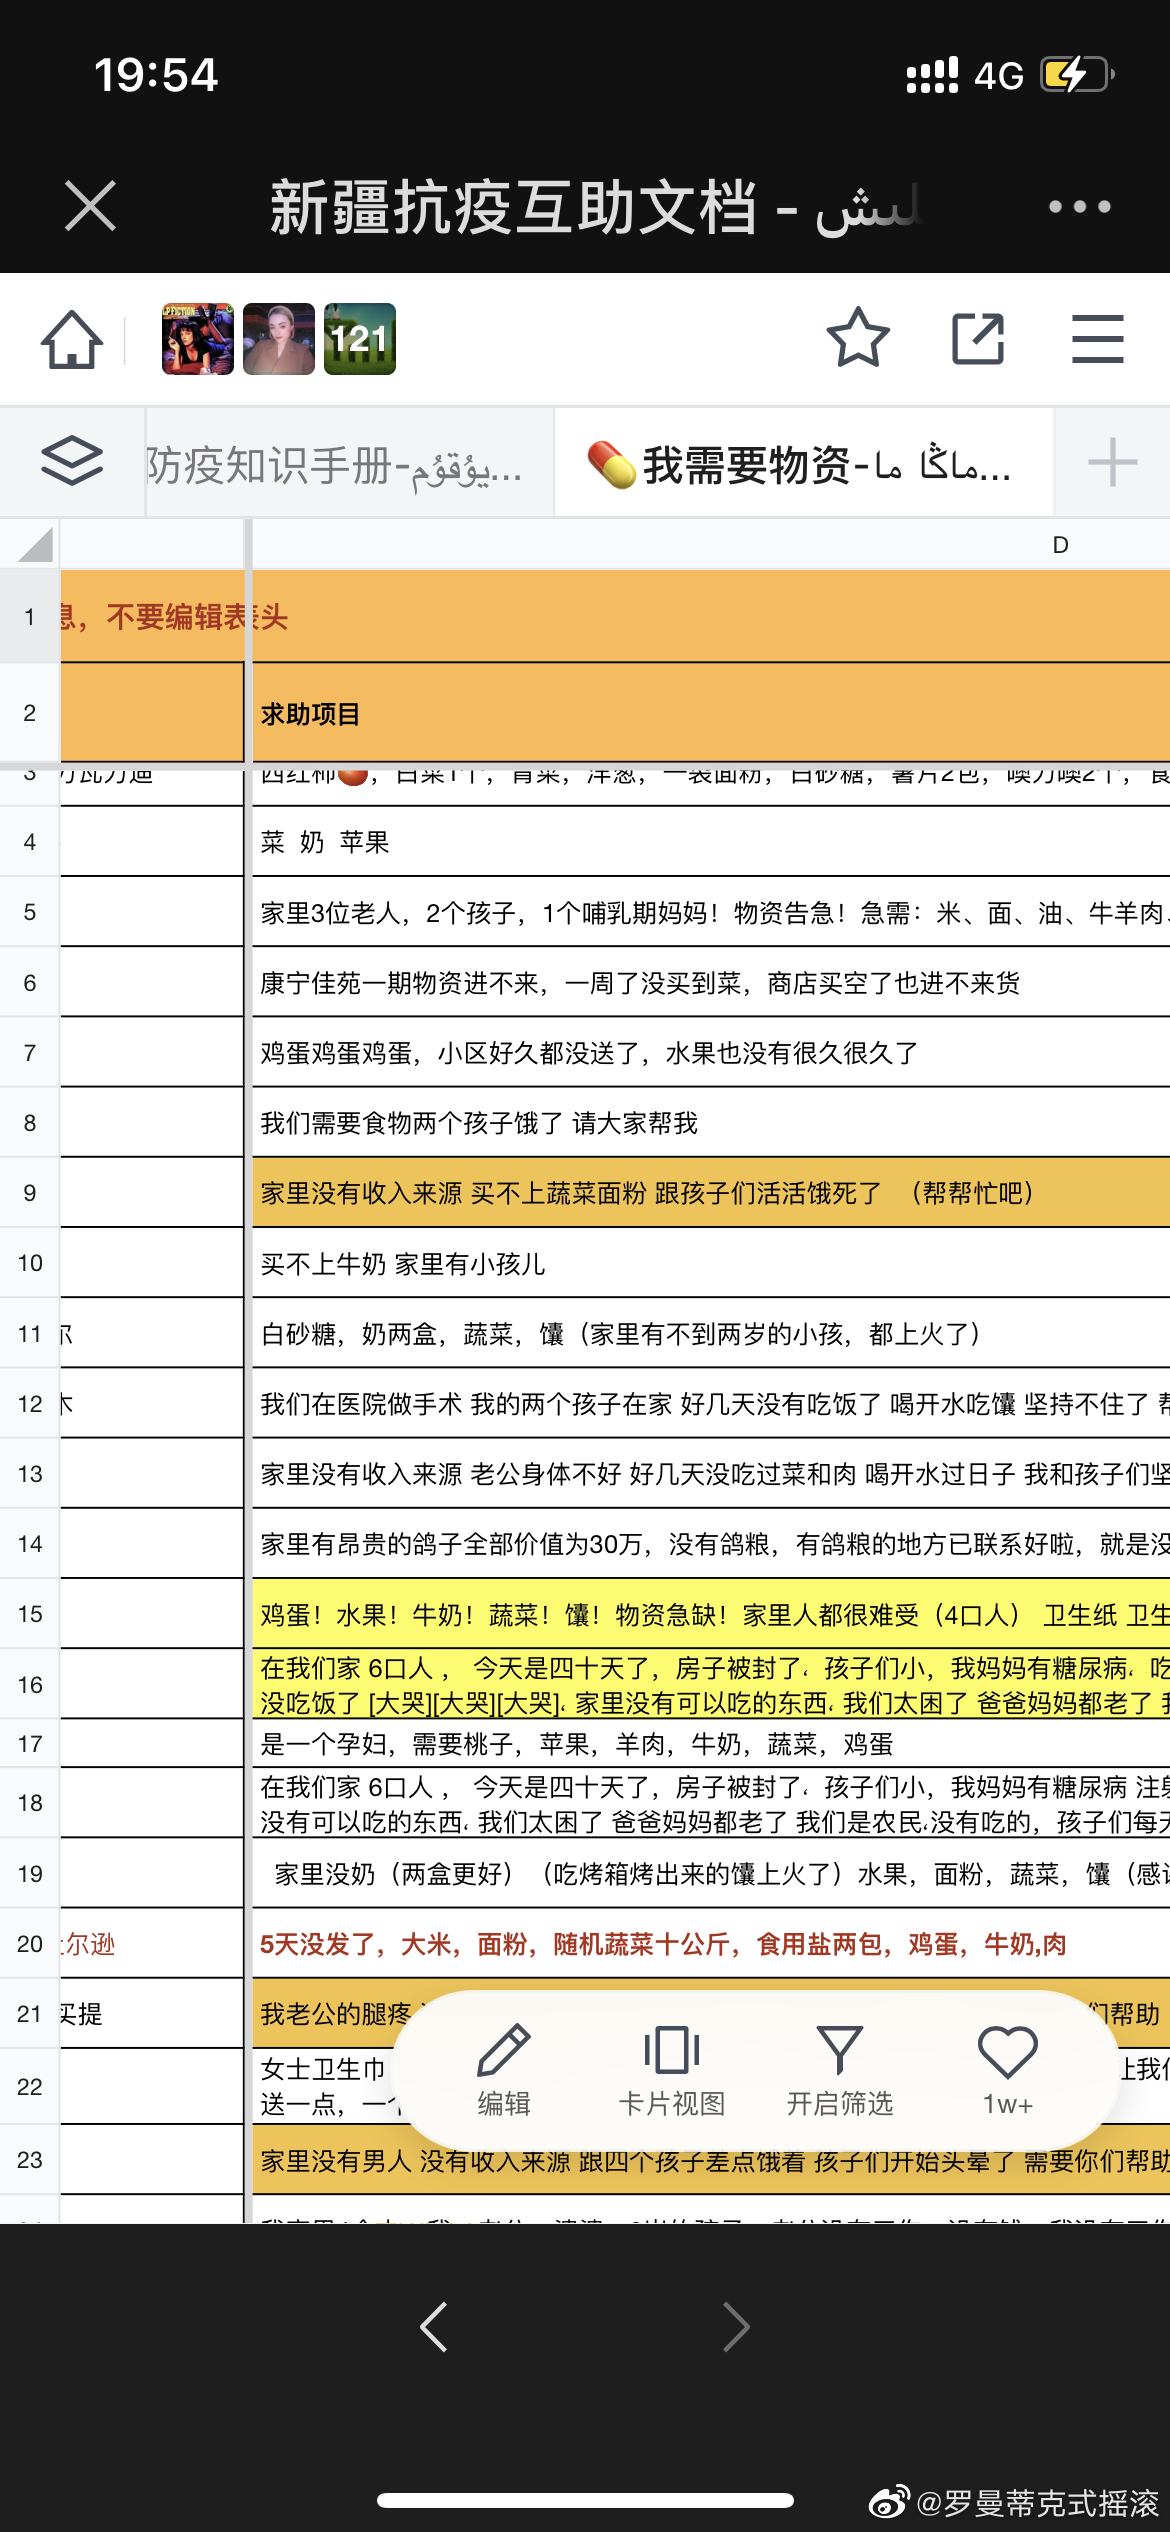 19:54
4G
新疆抗疫互助文档 - ىلىش
121
防疫知识手册-يۇقۇم...
💊我需要物资-ماڭا ما...
D
1 息，不要编辑表头
2 求助项目
3 万瓦力迪 西红柿🍅，白菜1个，青菜，洋葱，一袋面粉，白砂糖，薯片2包，
4 菜 奶 苹果
5 家里3位老人，2个孩子，1个哺乳期妈妈！物资告急！急需：米、面、油、牛羊肉、
6 康宁佳苑一期物资进不来，一周了没买到菜，商店买空了也进不来货
7 鸡蛋鸡蛋鸡蛋，小区好久都没送了，水果也没有很久很久了
8 我们需要食物两个孩子饿了 请大家帮我
9 家里没有收入来源 买不上蔬菜面粉 跟孩子们活活饿死了 （帮帮忙吧）
10 买不上牛奶 家里有小孩儿
11 尔 白砂糖，奶两盒，蔬菜，馕（家里有不到两岁的小孩，都上火了）
12 木 我们在医院做手术 我的两个孩子在家 好几天没有吃饭了 喝开水吃馕 坚持不住了 帮
13 家里没有收入来源 老公身体不好 好几天没吃过菜和肉 喝开水过日子 我和孩子们坚
14 家里有昂贵的鸽子全部价值为30万，没有鸽粮，有鸽粮的地方已联系好啦，就是没
15 鸡蛋！水果！牛奶！蔬菜！馕！物资急缺！家里人都很难受（4口人） 卫生纸 卫生
16 在我们家 6口人 ， 今天是四十天了，房子被封了، 孩子们小，我妈妈有糖尿病، 吃
没吃饭了 [大哭][大哭][大哭]، 家里没有可以吃的东西، 我们太困了 爸爸妈妈都老了 我
17 是一个孕妇，需要桃子，苹果，羊肉，牛奶，蔬菜，鸡蛋
18 在我们家 6口人 ， 今天是四十天了，房子被封了، 孩子们小，我妈妈有糖尿病 注射
没有可以吃的东西، 我们太困了 爸爸妈妈都老了 我们是农民،没有吃的，孩子们每天
19 家里没奶（两盒更好）（吃烤箱烤出来的馕上火了）水果，面粉，蔬菜，馕（感谢
20 尔逊 5天没发了，大米，面粉，随机蔬菜十公斤，食用盐两包，鸡蛋，牛奶,肉
21 买提 我老公的腿疼 们帮助
22 女士卫生巾 让我们
送一点，一个
23 家里没有男人 没有收入来源 跟四个孩子差点饿着 孩子们开始头晕了 需要你们帮助
编辑 卡片视图 开启筛选 1w+
@罗曼蒂克式摇滚